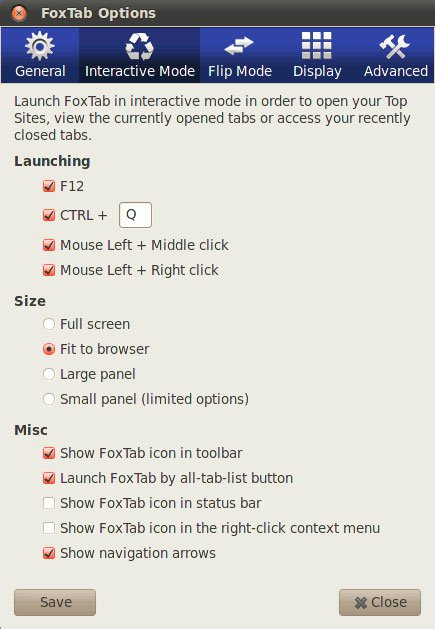 FoxTab Options
General Interactive Mode Flip Mode Display Advanced
Launch FoxTab in interactive mode in order to open your Top
Sites, view the currently opened tabs or access your recently
closed tabs.
Launching
F12
CTRL + Q
Mouse Left + Middle click
Mouse Left + Right click
Size
Full screen
Fit to browser
Large panel
Small panel (limited options)
Misc
Show FoxTab icon in toolbar
Launch FoxTab by all-tab-list button
Show FoxTab icon in status bar
Show FoxTab icon in the right-click context menu
Show navigation arrows
Save Close